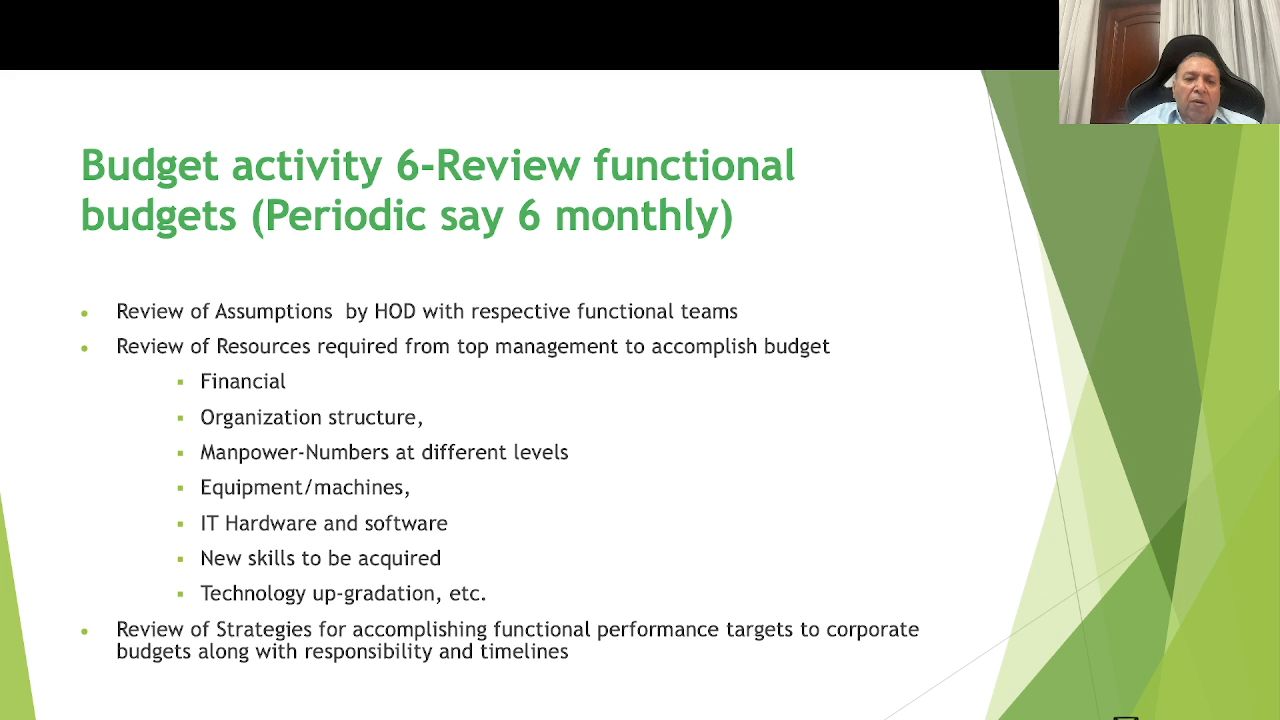 Budget activity 6-Review functional
budgets (Periodic say 6 monthly)
Review of Assumptions by HOD with respective functional teams
Review of Resources required from top management to accomplish budget
Financial
Organization structure,
Manpower-Numbers at different levels
Equipment/machines,
IT Hardware and software
New skills to be acquired
Technology up-gradation, etc.
Review of Strategies for accomplishing functional performance targets to corporate
budgets along with responsibility and timelines